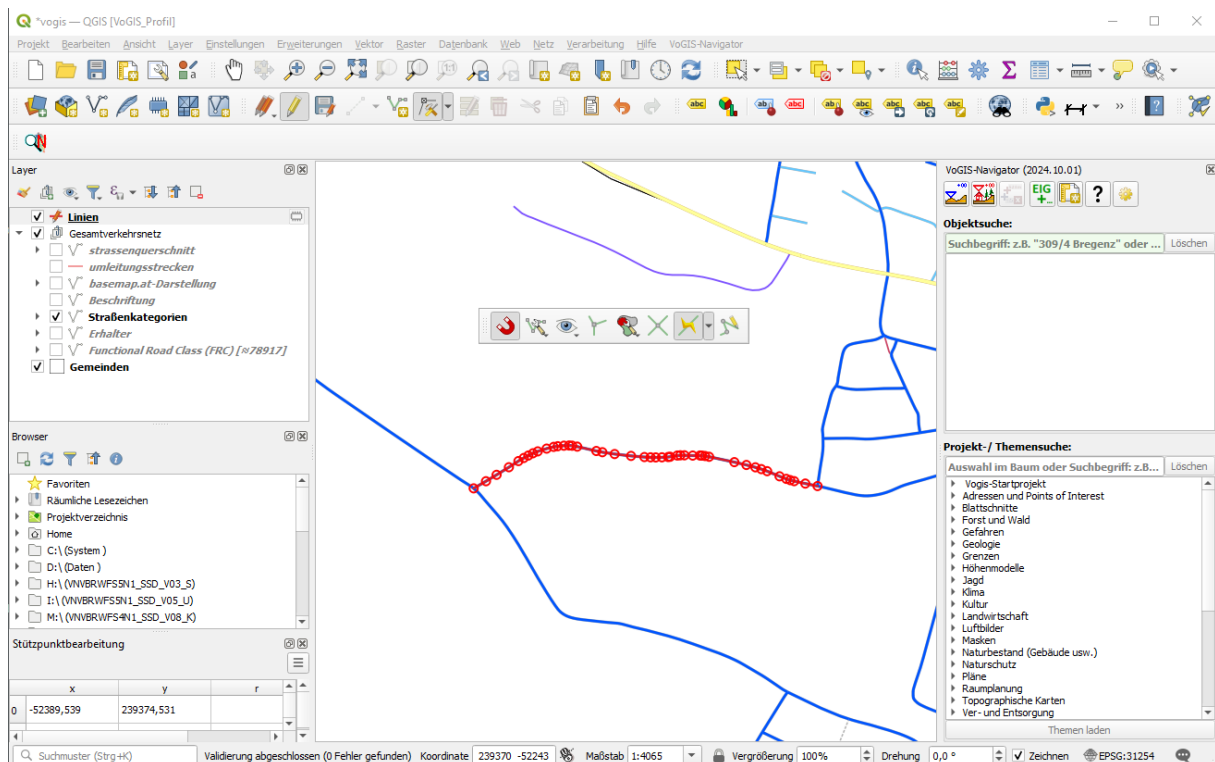 *vogis — QGIS [VoGIS_Profil]
Projekt Bearbeiten Ansicht Layer Einstellungen Erweiterungen Vektor Raster Datenbank Web Netz Verarbeitung Hilfe VoGIS-Navigator
Layer
Linien
Gesamtverkehrsnetz
strassenquerschnitt
umleitungsstrecken
basemap.at-Darstellung
Beschriftung
Straßenkategorien
Erhalter
Functional Road Class (FRC) [≈78917]
Gemeinden
Browser
Favoriten
Räumliche Lesezeichen
Projektverzeichnis
Home
C:\ (System )
D:\ (Daten )
H:\ (VNVBRWFS5N1_SSD_V03_S)
I:\ (VNVBRWFS5N1_SSD_V05_U)
M:\ (VNVBRWFS4N1_SSD_V08_K)
Stützpunktbearbeitung
x y r
0 -52389,539 239374,531
VoGIS-Navigator (2024.10.01)
EIG
Objektsuche:
Suchbegriff: z.B. "309/4 Bregenz" oder ... Löschen
Projekt-/ Themensuche:
Auswahl im Baum oder Suchbegriff: z.B... Löschen
Vogis-Startprojekt
Adressen und Points of Interest
Blattschnitte
Forst und Wald
Gefahren
Geologie
Grenzen
Höhenmodelle
Jagd
Klima
Kultur
Landwirtschaft
Luftbilder
Masken
Naturbestand (Gebäude usw.)
Naturschutz
Pläne
Raumplanung
Topographische Karten
Ver- und Entsorgung
Themen laden
Suchmuster (Strg+K) Validierung abgeschlossen (0 Fehler gefunden) Koordinate 239370 -52243 Maßstab 1:4065 Vergrößerung 100% Drehung 0,0 ° Zeichnen EPSG:31254